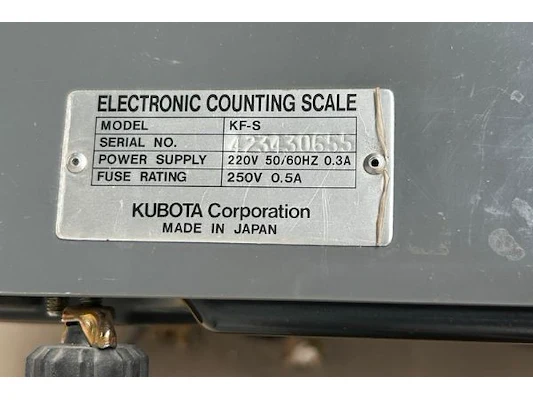 ELECTRONIC COUNTING SCALE
MODEL KF-S
SERIAL NO. 423430655
POWER SUPPLY 220V 50/60HZ 0.3A
FUSE RATING 250V 0.5A
KUBOTA Corporation
MADE IN JAPAN